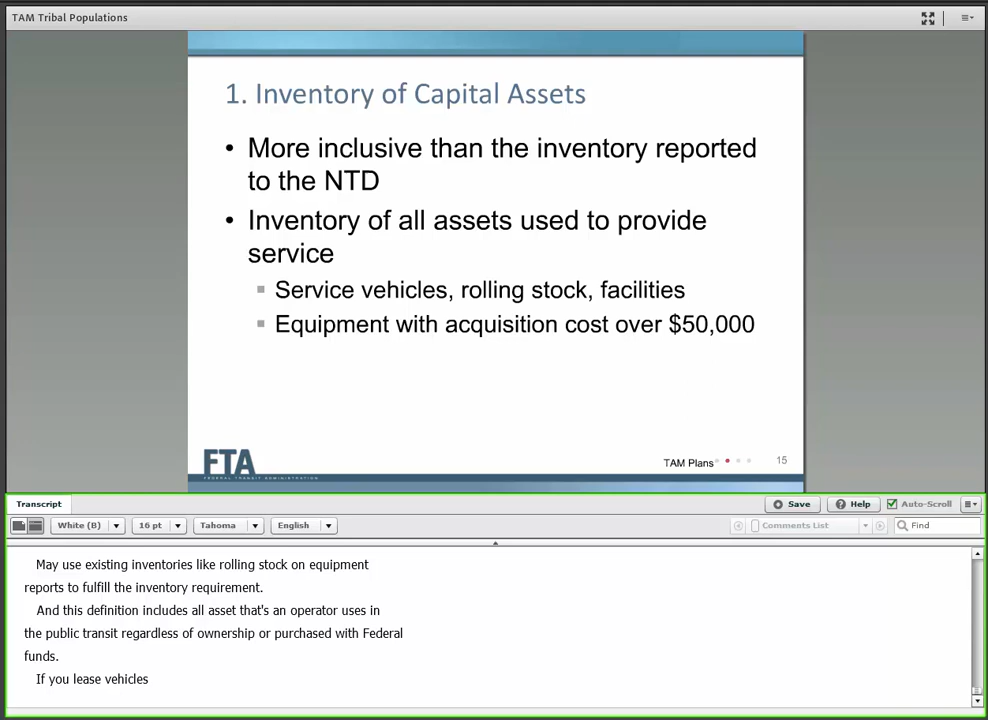 TAM Tribal Populations
1. Inventory of Capital Assets
• More inclusive than the inventory reported
to the NTD
• Inventory of all assets used to provide
service
Service vehicles, rolling stock, facilities
Equipment with acquisition cost over $50,000
FTA
FEDERAL TRANSIT ADMINISTRATION
TAM Plans
15
Transcript
Save
Help
Auto-Scroll
White (B)
16 pt
Tahoma
English
Comments List
Find
May use existing inventories like rolling stock on equipment
reports to fulfill the inventory requirement.
And this definition includes all asset that's an operator uses in
the public transit regardless of ownership or purchased with Federal
funds.
If you lease vehicles